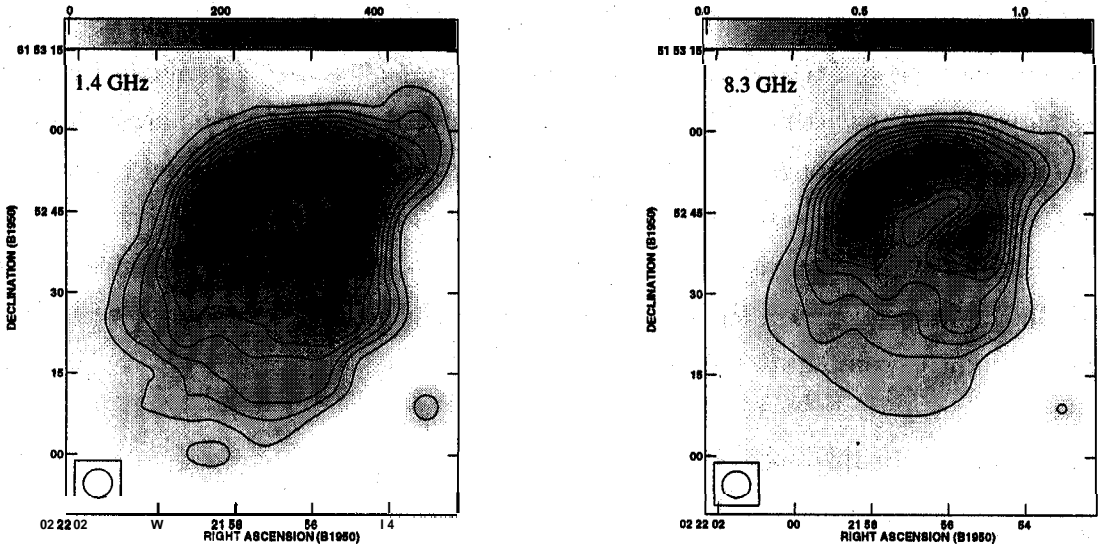 0 200 400
61 53 15
1.4 GHz
00
52 45
30
15
00
DECLINATION (B1950)
02 22 02 W 21 58 56 I 4
RIGHT ASCENSION (B1950)
0.0 0.5 1.0
61 53 15
8.3 GHz
00
52 45
30
15
00
DECLINATION (B1950)
02 22 02 00 21 58 56 54
RIGHT ASCENSION (B1950)